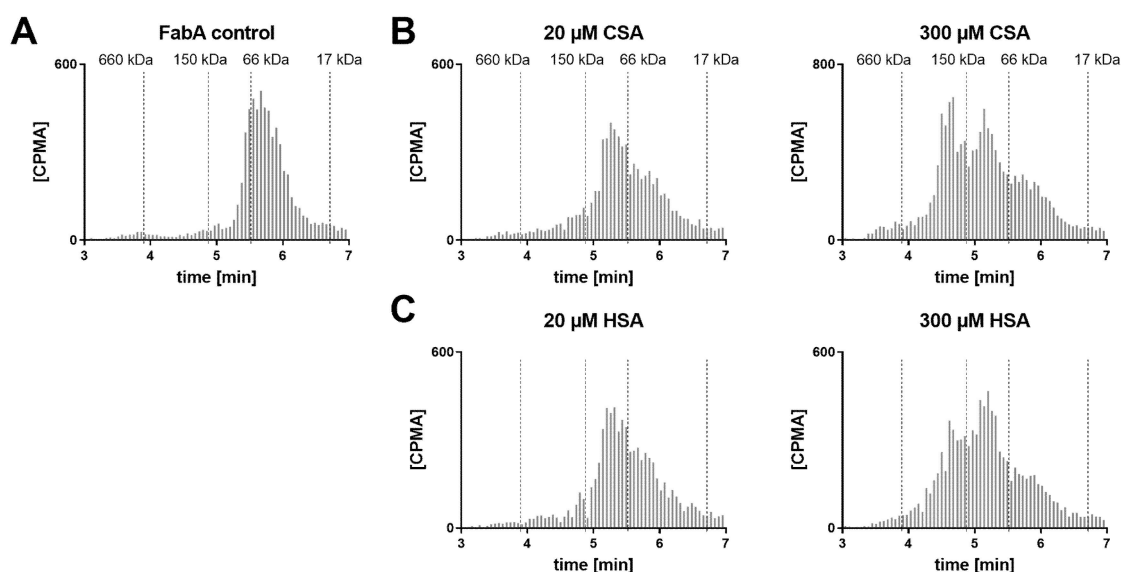 A
FabA control
660 kDa 150 kDa 66 kDa 17 kDa
600
[CPMA]
0
3 4 5 6 7
time [min]
B
20 µM CSA
660 kDa 150 kDa 66 kDa 17 kDa
600
[CPMA]
0
3 4 5 6 7
time [min]
300 µM CSA
660 kDa 150 kDa 66 kDa 17 kDa
800
[CPMA]
0
3 4 5 6 7
time [min]
C
20 µM HSA
600
[CPMA]
0
3 4 5 6 7
time [min]
300 µM HSA
600
[CPMA]
0
3 4 5 6 7
time [min]